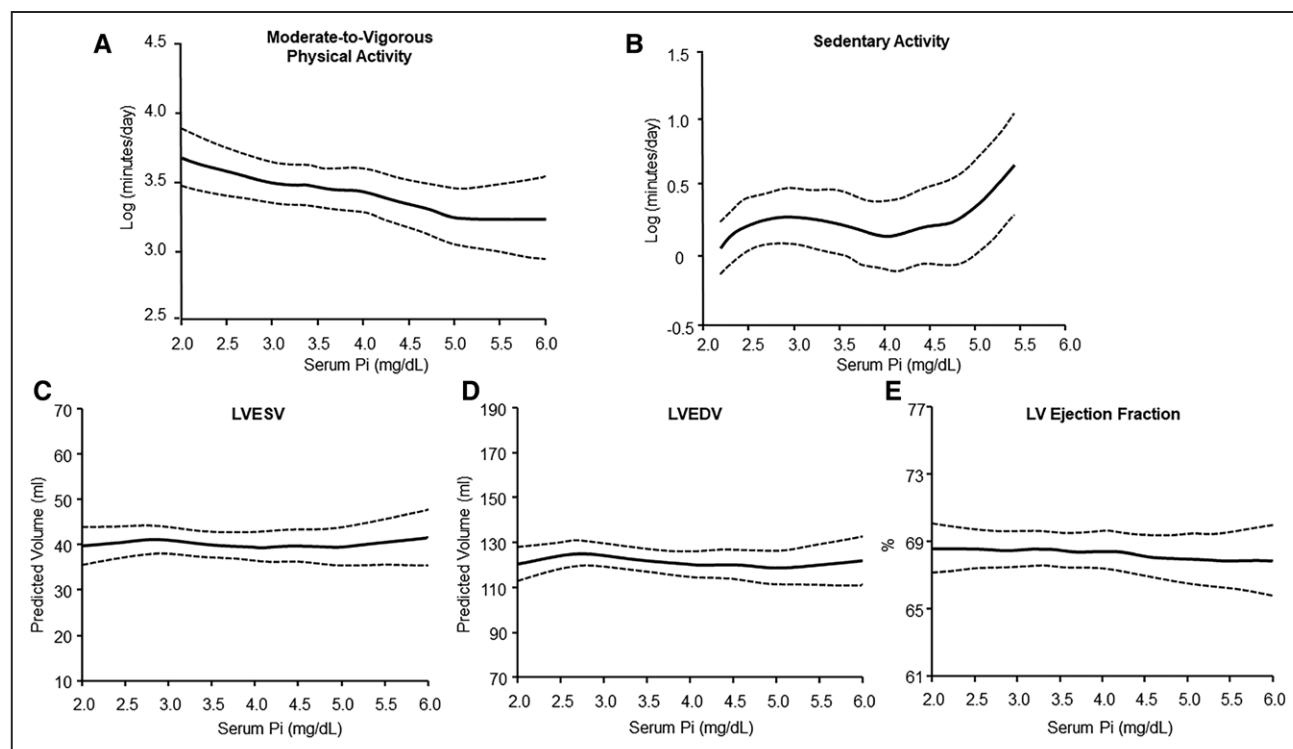 A
Moderate-to-Vigorous
Physical Activity
Log (minutes/day)
4.5
4.0
3.5
3.0
2.5
2.0 2.5 3.0 3.5 4.0 4.5 5.0 5.5 6.0
Serum Pi (mg/dL)
B
Sedentary Activity
Log (minutes/day)
1.5
1.0
0.5
0
-0.5
2.0 2.5 3.0 3.5 4.0 4.5 5.0 5.5 6.0
Serum Pi (mg/dL)
C
LVESV
Predicted Volume (ml)
70
60
50
40
30
20
10
2.0 2.5 3.0 3.5 4.0 4.5 5.0 5.5 6.0
Serum Pi (mg/dL)
D
LVEDV
Predicted Volume (ml)
190
170
150
130
110
90
70
2.0 2.5 3.0 3.5 4.0 4.5 5.0 5.5 6.0
Serum Pi (mg/dL)
E
LV Ejection Fraction
%
77
73
69
65
61
2.0 2.5 3.0 3.5 4.0 4.5 5.0 5.5 6.0
Serum Pi (mg/dL)